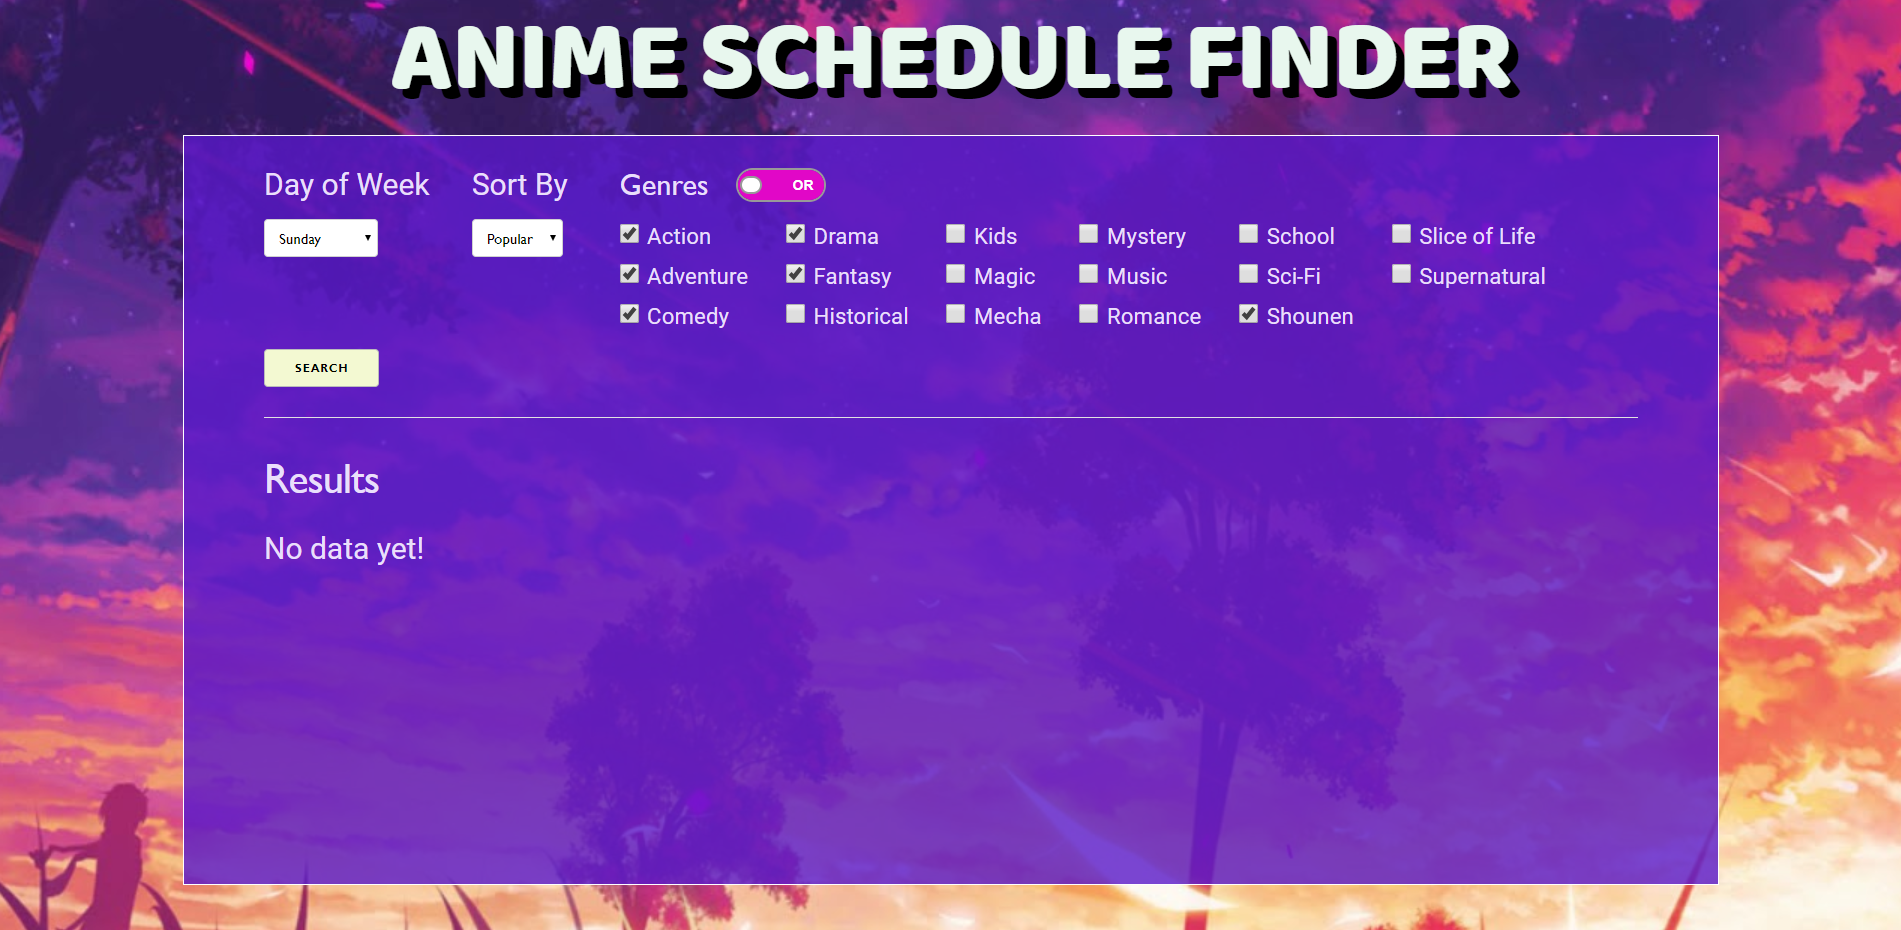 ANIME SCHEDULE FINDER
Day of Week
Sort By
Genres
OR
Sunday
Popular
Action
Drama
Kids
Mystery
School
Slice of Life
Adventure
Fantasy
Magic
Music
Sci-Fi
Supernatural
Comedy
Historical
Mecha
Romance
Shounen
SEARCH
Results
No data yet!